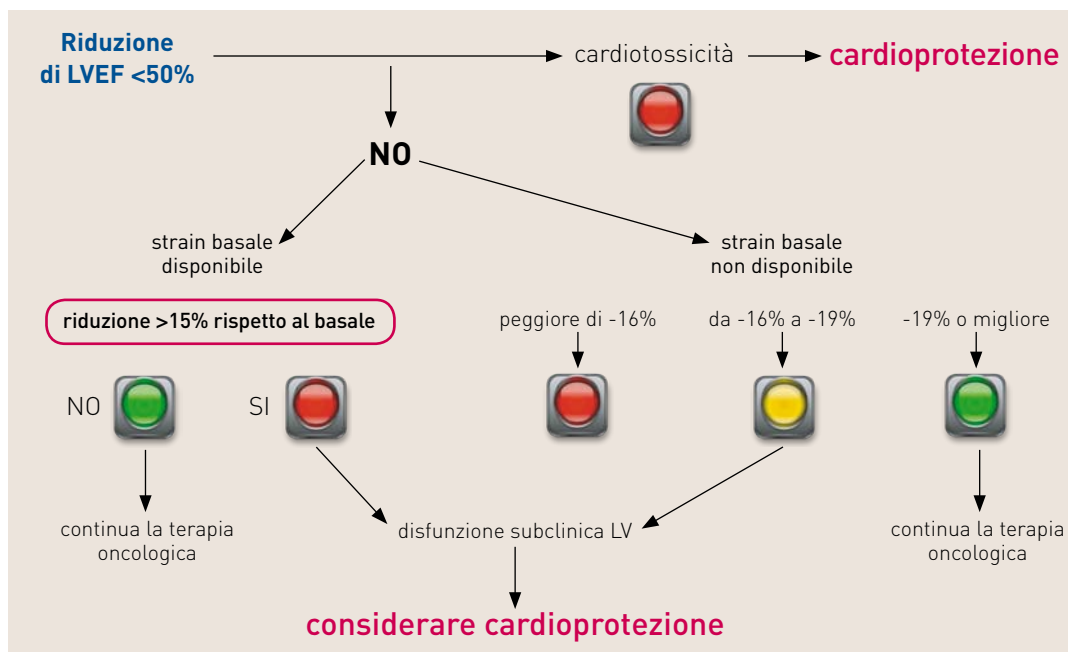 Riduzione
di LVEF <50%
cardiotossicità
cardioprotezione
NO
strain basale
disponibile
strain basale
non disponibile
riduzione >15% rispetto al basale
peggiore di -16%
da -16% a -19%
-19% o migliore
NO
SI
continua la terapia
oncologica
disfunzione subclinica LV
continua la terapia
oncologica
considerare cardioprotezione